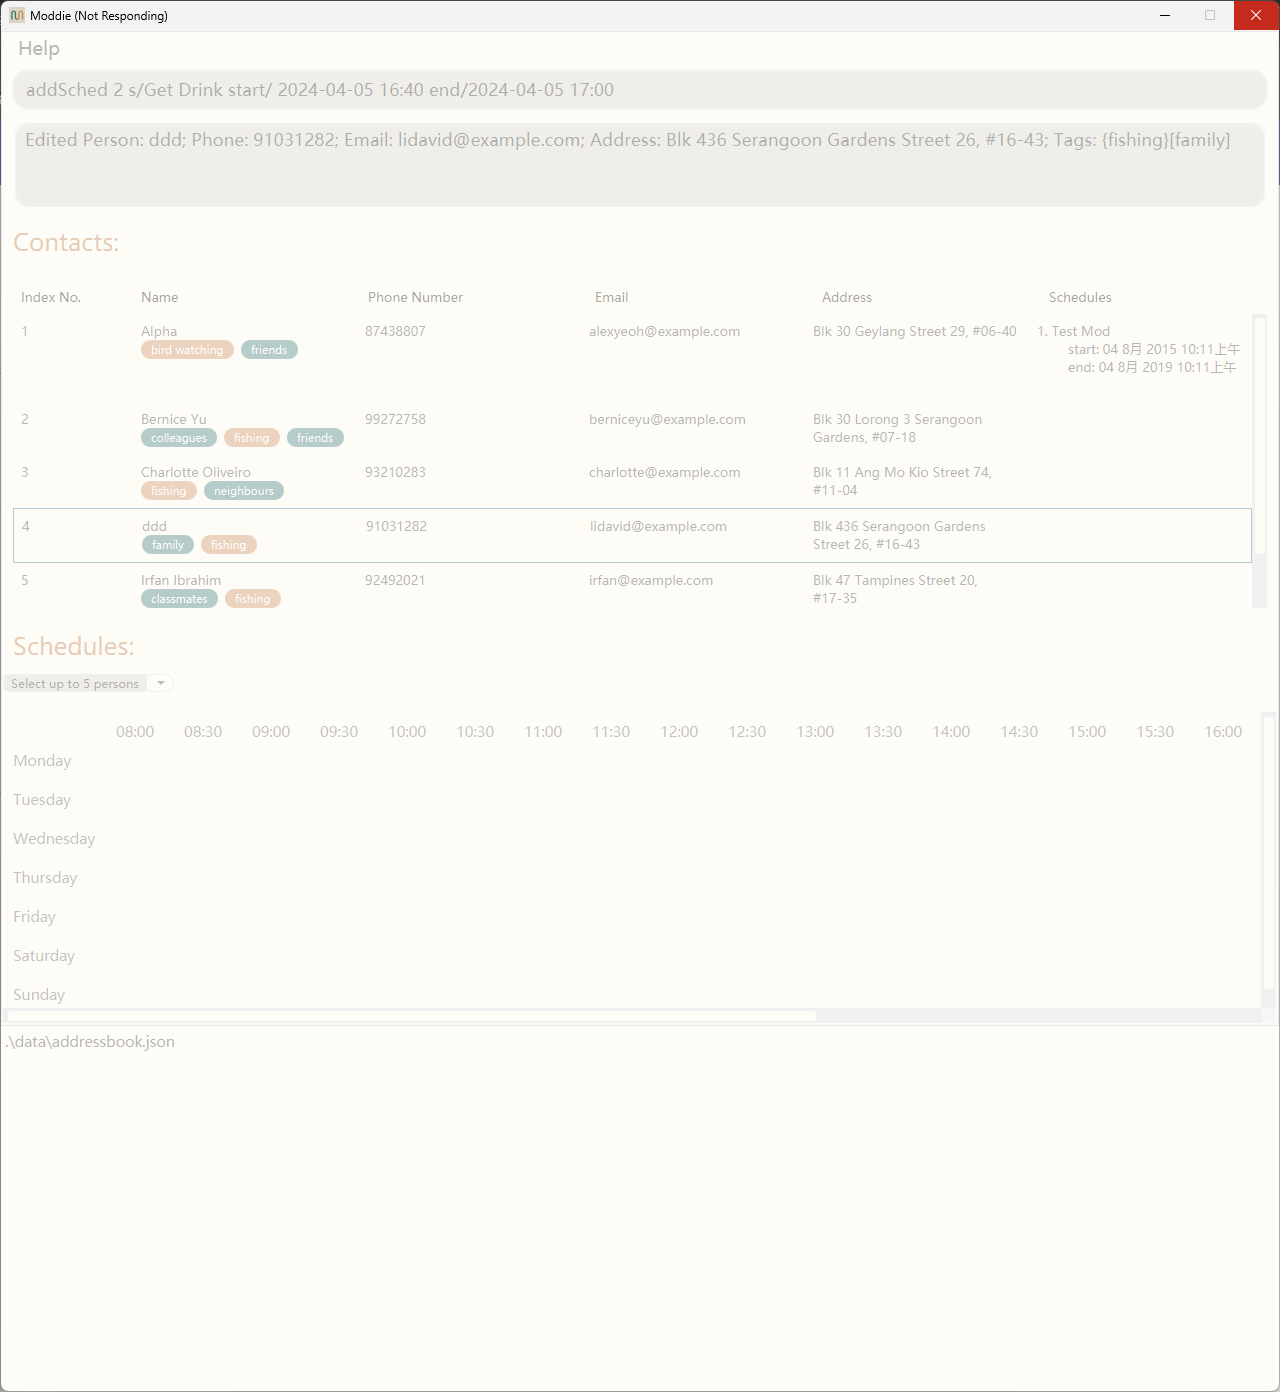 Moddie (Not Responding)
Help
addSched 2 s/Get Drink start/ 2024-04-05 16:40 end/2024-04-05 17:00
Edited Person: ddd; Phone: 91031282; Email: lidavid@example.com; Address: Blk 436 Serangoon Gardens Street 26, #16-43; Tags: {fishing}[family]
Contacts:
Index No. Name Phone Number Email Address Schedules
1 Alpha 87438807 alexyeoh@example.com Blk 30 Geylang Street 29, #06-40 1. Test Mod
bird watching friends start: 04 8月 2015 10:11上午
end: 04 8月 2019 10:11上午
2 Bernice Yu 99272758 berniceyu@example.com Blk 30 Lorong 3 Serangoon
colleagues fishing friends Gardens, #07-18
3 Charlotte Oliveiro 93210283 charlotte@example.com Blk 11 Ang Mo Kio Street 74,
fishing neighbours #11-04
4 ddd 91031282 lidavid@example.com Blk 436 Serangoon Gardens
family fishing Street 26, #16-43
5 Irfan Ibrahim 92492021 irfan@example.com Blk 47 Tampines Street 20,
classmates fishing #17-35
Schedules:
Select up to 5 persons
08:00 08:30 09:00 09:30 10:00 10:30 11:00 11:30 12:00 12:30 13:00 13:30 14:00 14:30 15:00 15:30 16:00
Monday
Tuesday
Wednesday
Thursday
Friday
Saturday
Sunday
.\data\addressbook.json